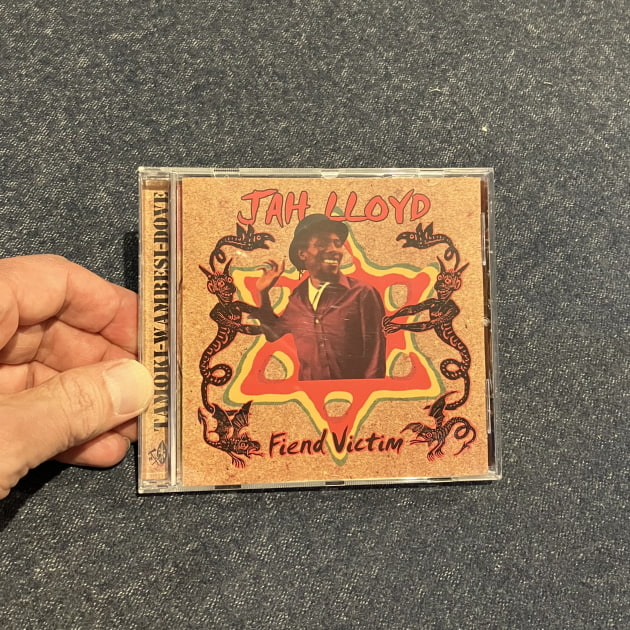 JAH LLOYD
Fiend Victim
TAMOKI-WAMBESI-DOVE